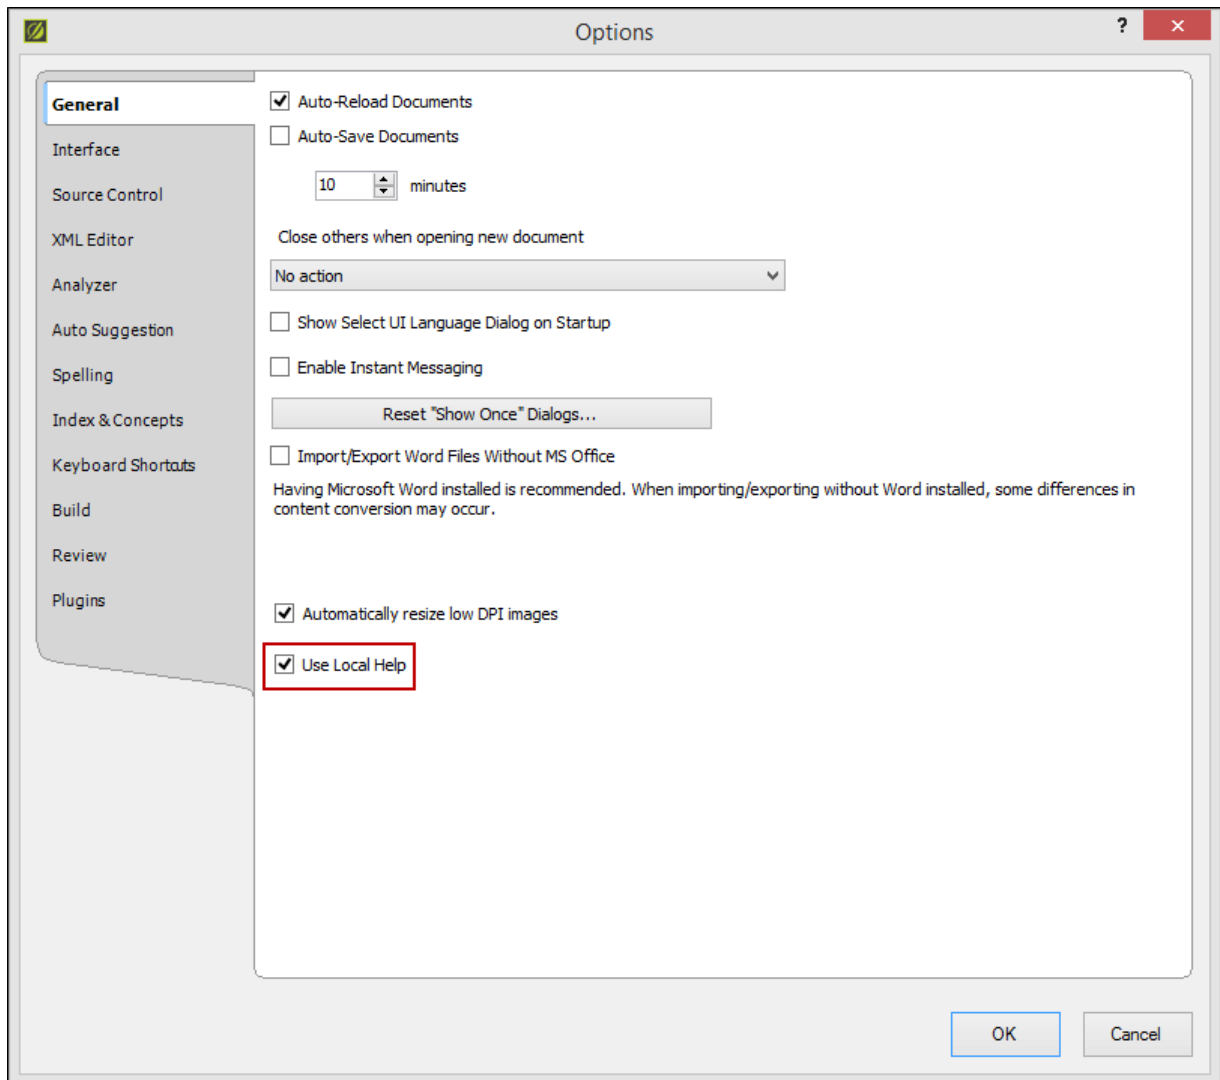 Options
?
General
Interface
Source Control
XML Editor
Analyzer
Auto Suggestion
Spelling
Index & Concepts
Keyboard Shortcuts
Build
Review
Plugins
Auto-Reload Documents
Auto-Save Documents
10 minutes
Close others when opening new document
No action
Show Select UI Language Dialog on Startup
Enable Instant Messaging
Reset "Show Once" Dialogs...
Import/Export Word Files Without MS Office
Having Microsoft Word installed is recommended. When importing/exporting without Word installed, some differences in
content conversion may occur.
Automatically resize low DPI images
Use Local Help
OK
Cancel